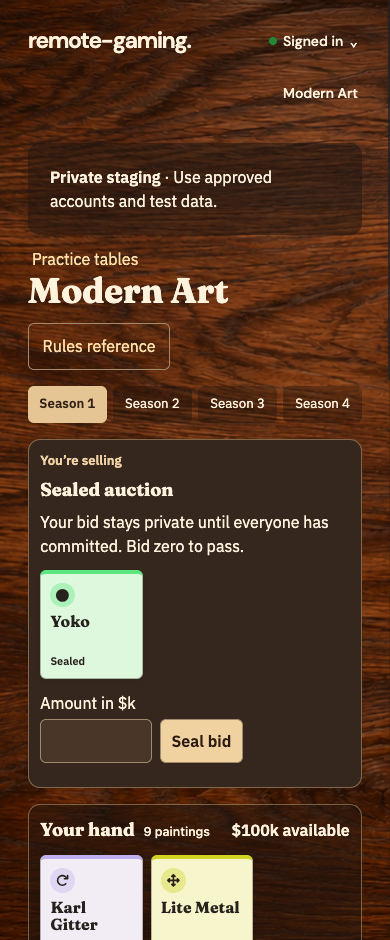 remote-gaming.
Signed in
Modern Art
Private staging · Use approved
accounts and test data.
Practice tables
Modern Art
Rules reference
Season 1
Season 2
Season 3
Season 4
You’re selling
Sealed auction
Your bid stays private until everyone has
committed. Bid zero to pass.
Yoko
Sealed
Amount in $k
Seal bid
Your hand 9 paintings $100k available
Karl
Gitter
Lite Metal